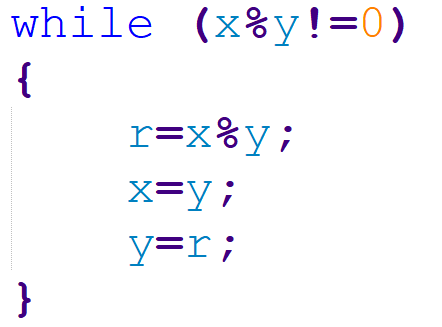 while (x%y!=0)
{
r=x%y;
x=y;
y=r;
}